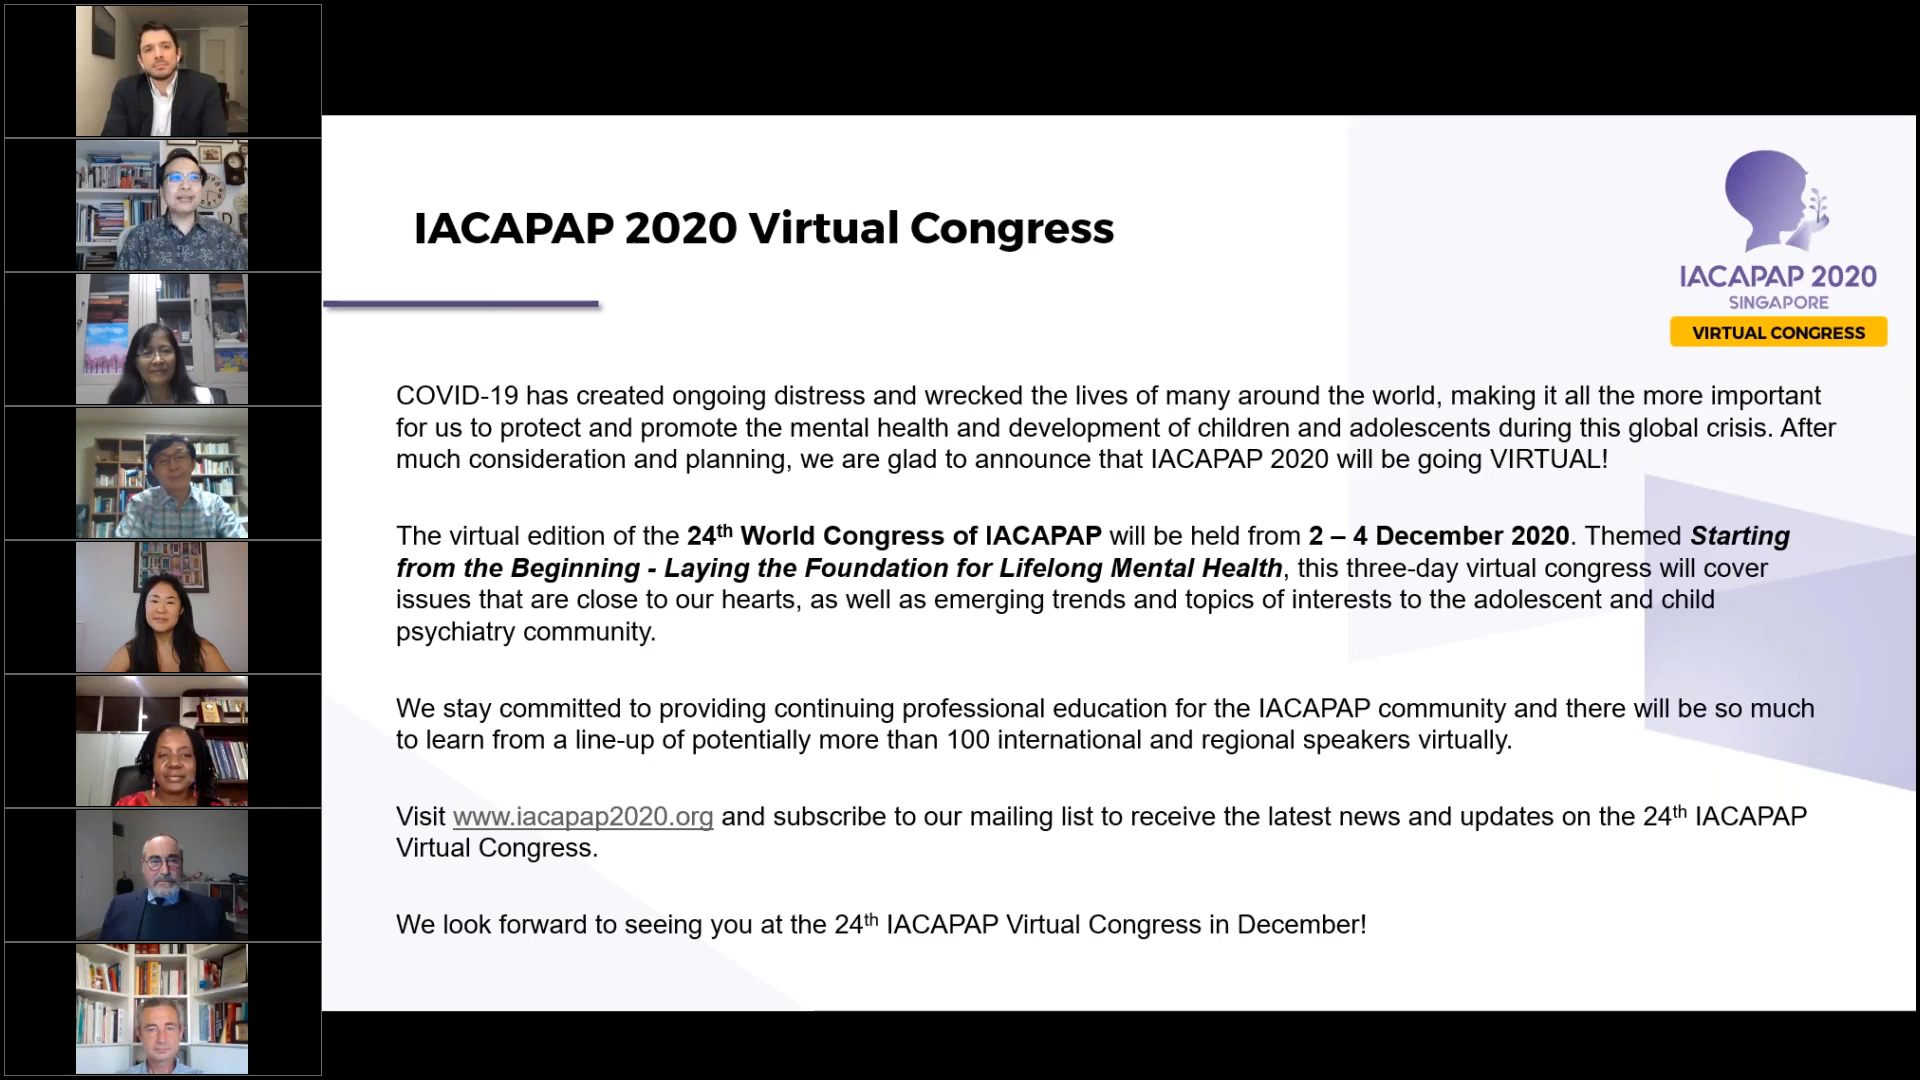 IACAPAP 2020 Virtual Congress
IACAPAP 2020
SINGAPORE
VIRTUAL CONGRESS
COVID-19 has created ongoing distress and wrecked the lives of many around the world, making it all the more important
for us to protect and promote the mental health and development of children and adolescents during this global crisis. After
much consideration and planning, we are glad to announce that IACAPAP 2020 will be going VIRTUAL!
The virtual edition of the 24th World Congress of IACAPAP will be held from 2 – 4 December 2020. Themed Starting
from the Beginning - Laying the Foundation for Lifelong Mental Health, this three-day virtual congress will cover
issues that are close to our hearts, as well as emerging trends and topics of interests to the adolescent and child
psychiatry community.
We stay committed to providing continuing professional education for the IACAPAP community and there will be so much
to learn from a line-up of potentially more than 100 international and regional speakers virtually.
Visit www.iacapap2020.org and subscribe to our mailing list to receive the latest news and updates on the 24th IACAPAP
Virtual Congress.
We look forward to seeing you at the 24th IACAPAP Virtual Congress in December!